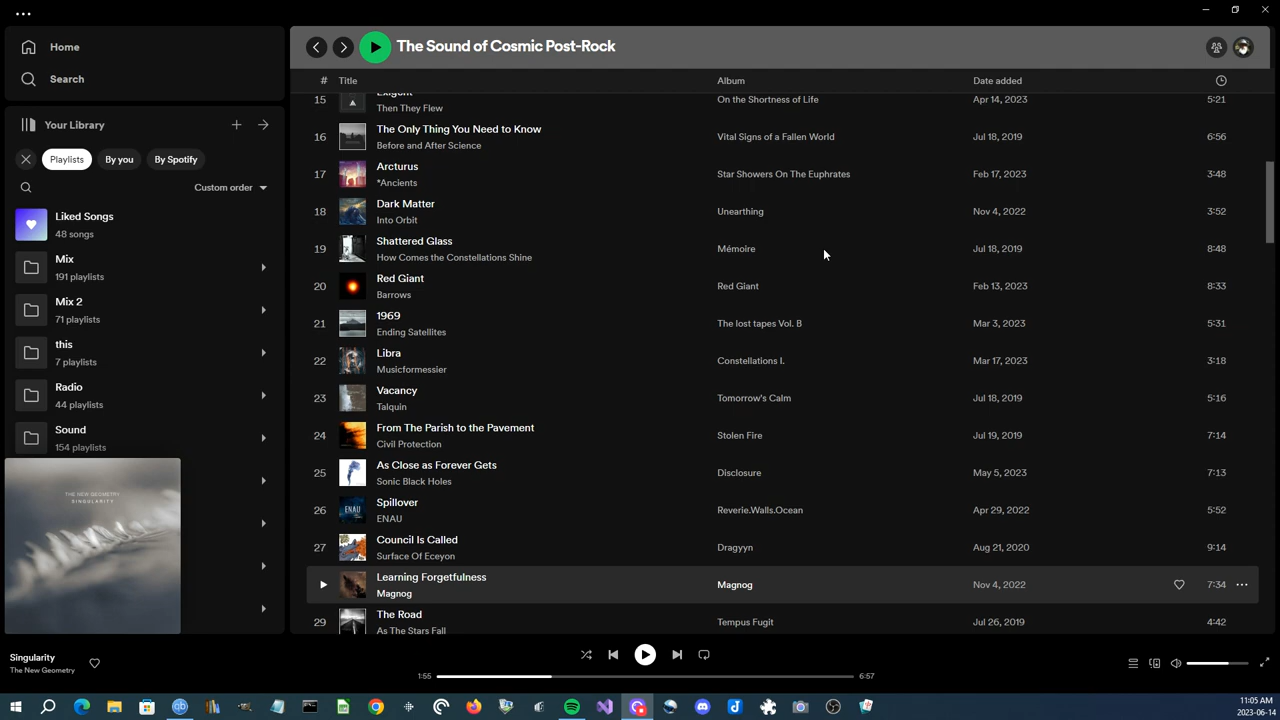 The Sound of Cosmic Post-Rock
Home
Search
Your Library
Playlists
By you
By Spotify
Custom order
Liked Songs
48 songs
Mix
191 playlists
Mix 2
71 playlists
this
7 playlists
Radio
44 playlists
Sound
154 playlists
THE NEW GEOMETRY
SINGULARITY
# Title Album Date added
15 Exigent On the Shortness of Life Apr 14, 2023 5:21
Then They Flew
16 The Only Thing You Need to Know Vital Signs of a Fallen World Jul 18, 2019 6:56
Before and After Science
17 Arcturus Star Showers On The Euphrates Feb 17, 2023 3:48
*Ancients
18 Dark Matter Unearthing Nov 4, 2022 3:52
Into Orbit
19 Shattered Glass Mémoire Jul 18, 2019 8:48
How Comes the Constellations Shine
20 Red Giant Red Giant Feb 13, 2023 8:33
Barrows
21 1969 The lost tapes Vol. B Mar 3, 2023 5:31
Ending Satellites
22 Libra Constellations I. Mar 17, 2023 3:18
Musicformessier
23 Vacancy Tomorrow's Calm Jul 18, 2019 5:16
Talquin
24 From The Parish to the Pavement Stolen Fire Jul 19, 2019 7:14
Civil Protection
25 As Close as Forever Gets Disclosure May 5, 2023 7:13
Sonic Black Holes
26 Spillover Reverie.Walls.Ocean Apr 29, 2022 5:52
ENAU
ENAU
27 Council Is Called Dragyyn Aug 21, 2020 9:14
Surface Of Eceyon
Learning Forgetfulness Magnog Nov 4, 2022 7:34
Magnog
29 The Road Tempus Fugit Jul 26, 2019 4:42
As The Stars Fall
Singularity
The New Geometry
1:55
6:57
11:05 AM
2023-06-14